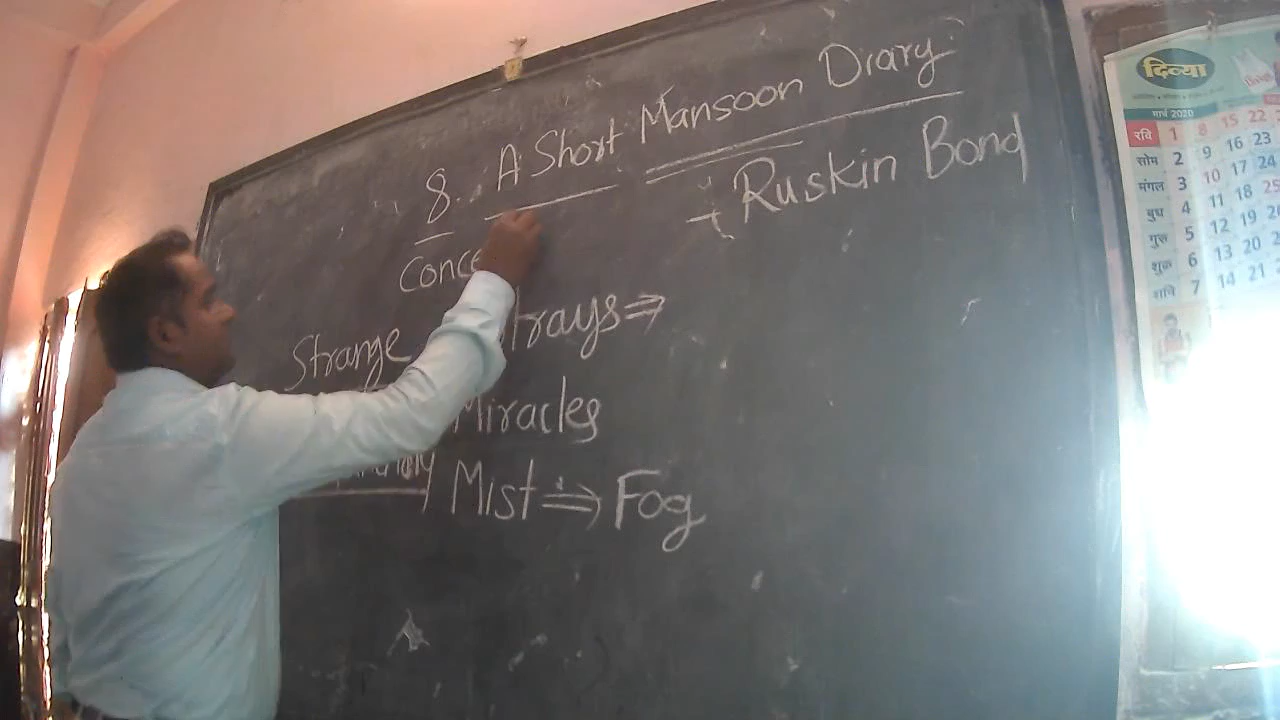 8. A Short Mansoon Diary
Ruskin Bond
Conce
Strange trays ⇒
Miracles
Mist ⇒ Fog
दिव्या
मार्च 2020
रवि 1 8 15 22
सोम 2 9 16 23
मंगल 3 10 17 24
बुध 4 11 18 25
गुरु 5 12 19 26
शुक्र 6 13 20
शनि 7 14 21